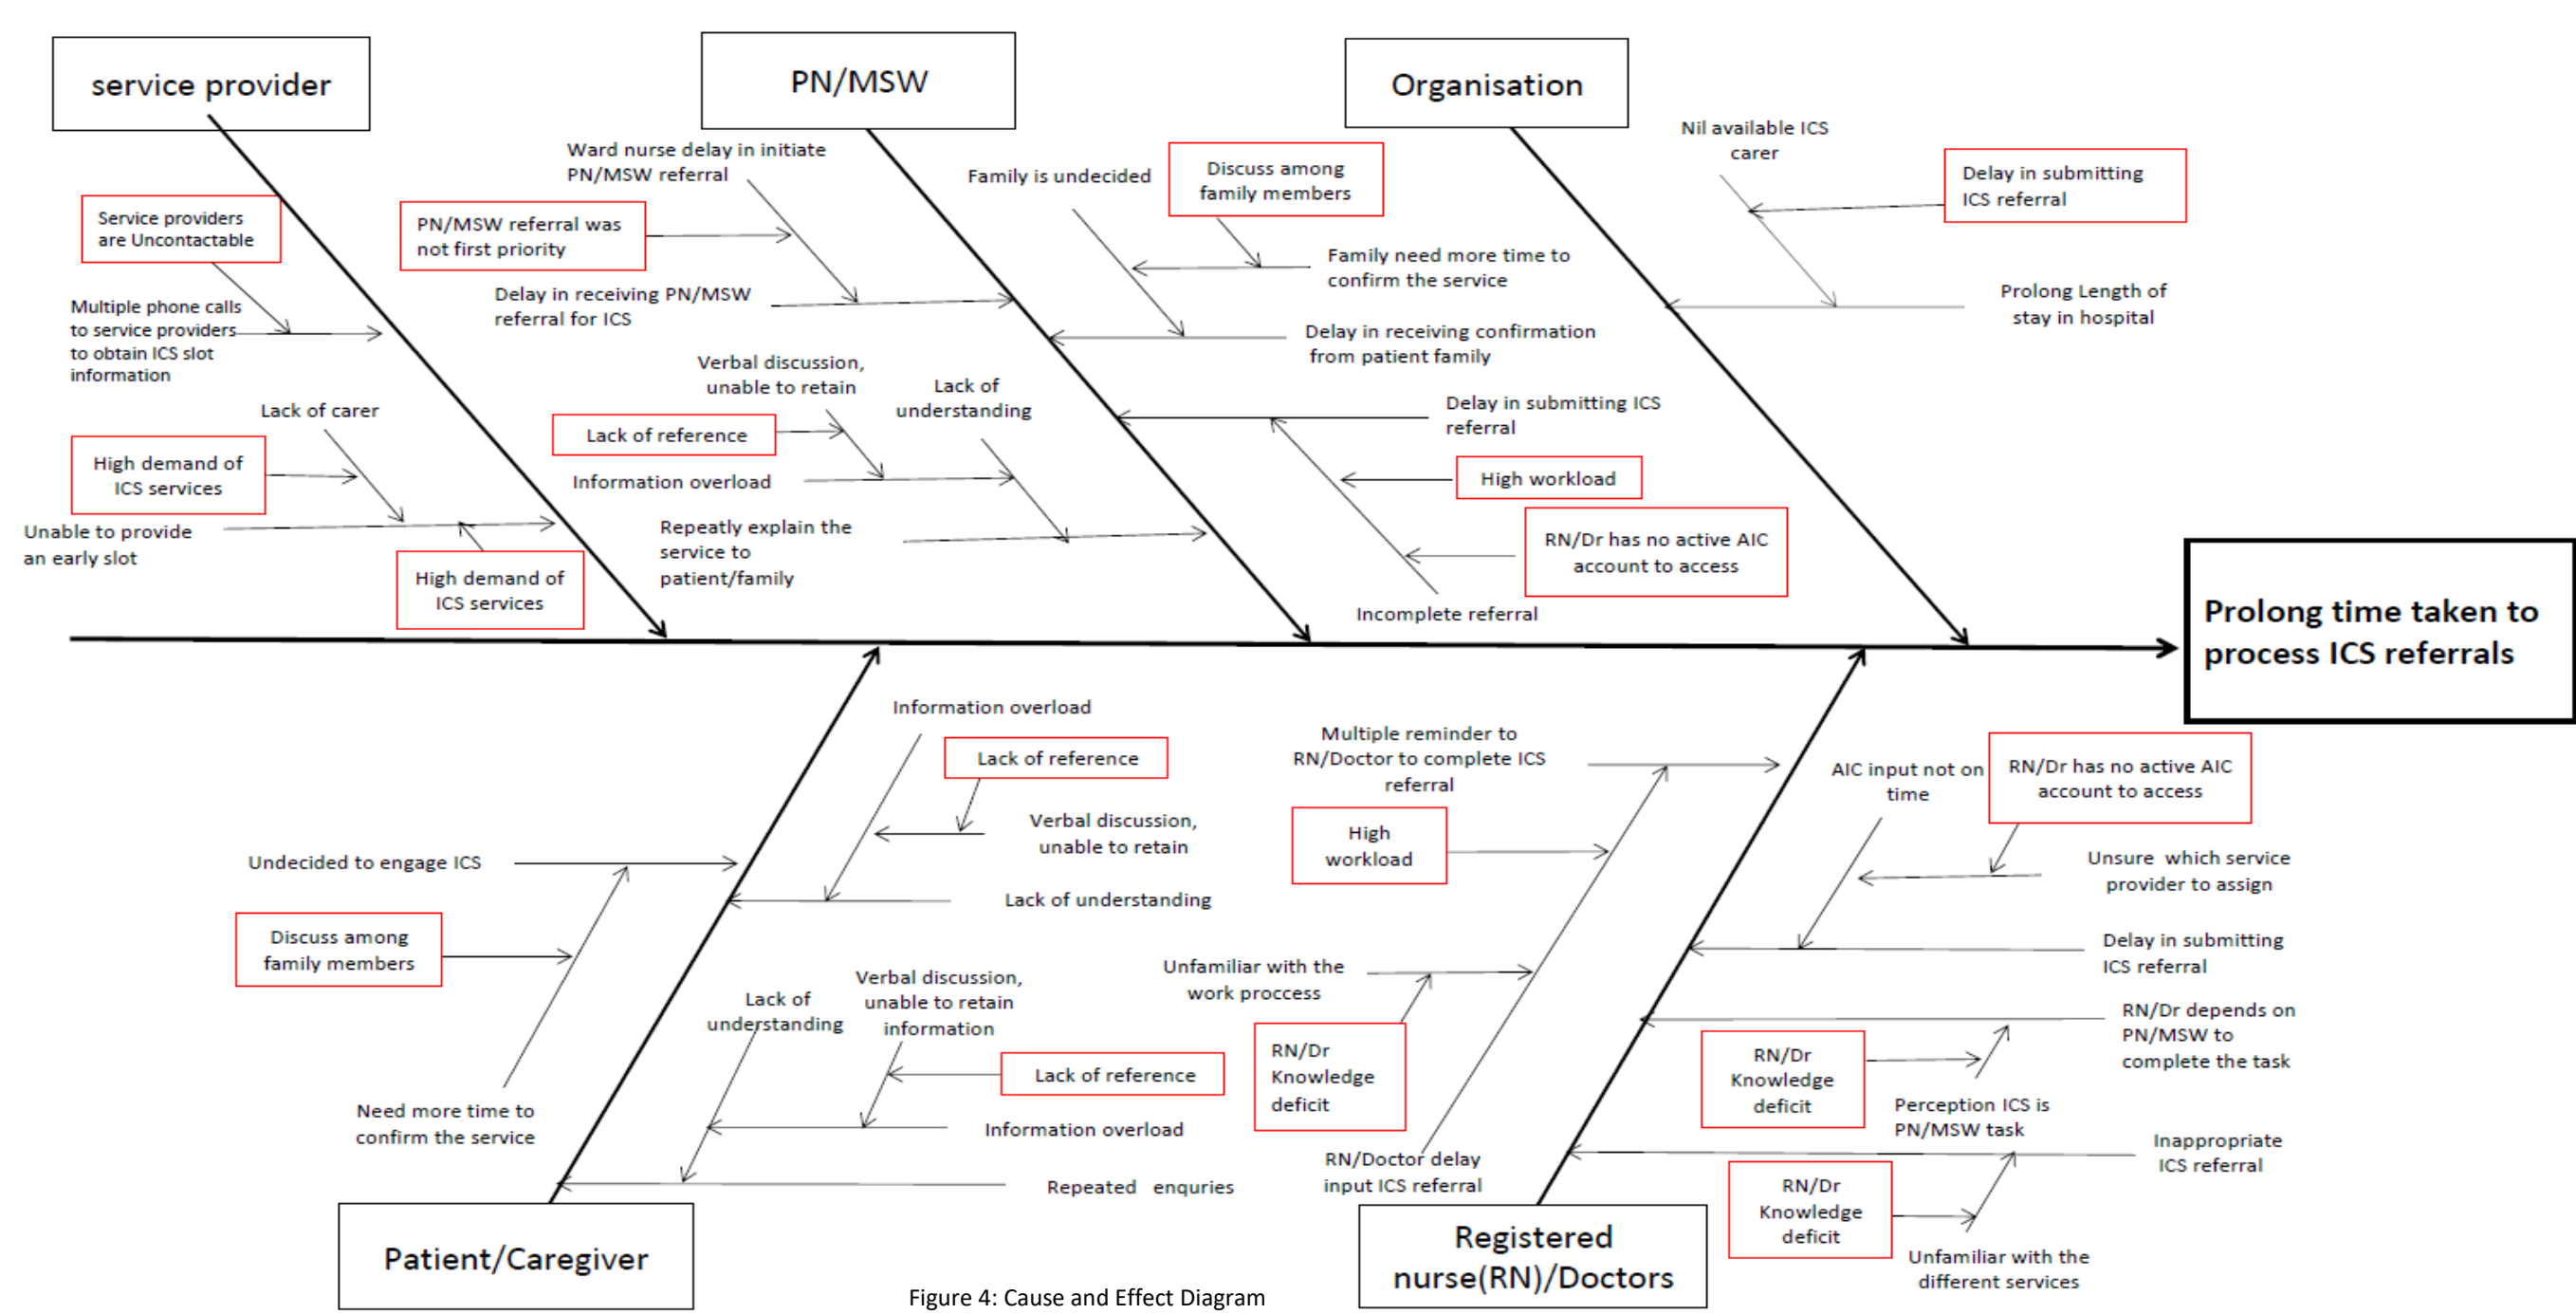 service provider
PN/MSW
Organisation
Service providers
are Uncontactable
Multiple phone calls
to service providers
to obtain ICS slot
information
Lack of carer
High demand of
ICS services
Unable to provide
an early slot
High demand of
ICS services
Ward nurse delay in initiate
PN/MSW referral
PN/MSW referral was
not first priority
Delay in receiving PN/MSW
referral for ICS
Verbal discussion,
unable to retain
Lack of
understanding
Lack of reference
Information overload
Repeatly explain the
service to
patient/family
Family is undecided
Discuss among
family members
Family need more time to
confirm the service
Delay in receiving confirmation
from patient family
Delay in submitting ICS
referral
High workload
RN/Dr has no active AIC
account to access
Incomplete referral
Nil available ICS
carer
Delay in submitting
ICS referral
Prolong Length of
stay in hospital
Prolong time taken to
process ICS referrals
Information overload
Lack of reference
Verbal discussion,
unable to retain
Undecided to engage ICS
Lack of understanding
Discuss among
family members
Need more time to
confirm the service
Lack of
understanding
Verbal discussion,
unable to retain
information
Lack of reference
Information overload
Repeated enquries
Patient/Caregiver
Multiple reminder to
RN/Doctor to complete ICS
referral
High
workload
Unfamiliar with the
work proccess
RN/Dr
Knowledge
deficit
RN/Doctor delay
input ICS referral
AIC input not on
time
RN/Dr has no active AIC
account to access
Unsure which service
provider to assign
Delay in submitting
ICS referral
RN/Dr depends on
PN/MSW to
complete the task
RN/Dr
Knowledge
deficit
Perception ICS is
PN/MSW task
Inappropriate
ICS referral
RN/Dr
Knowledge
deficit
Unfamiliar with the
different services
Registered
nurse(RN)/Doctors
Figure 4: Cause and Effect Diagram